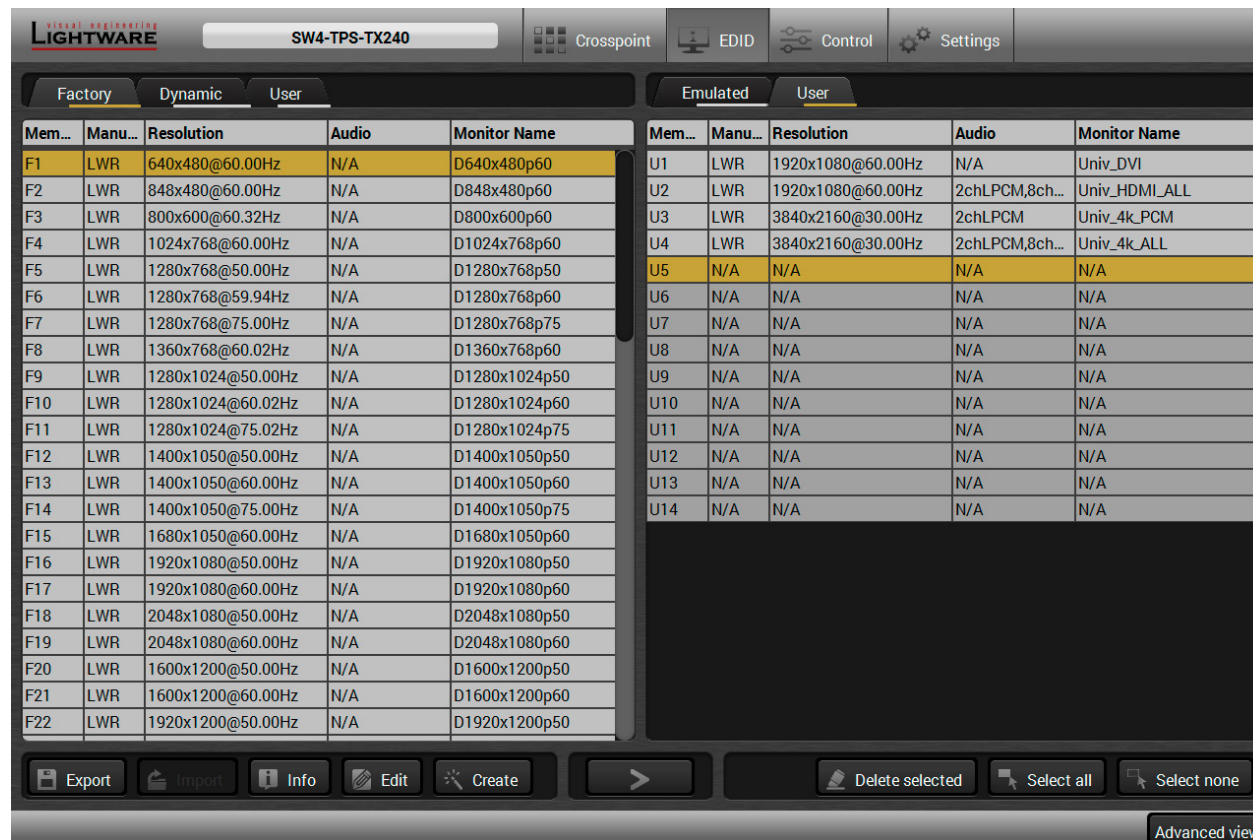 visual engineering
LIGHTWARE
SW4-TPS-TX240
Crosspoint
EDID
Control
Settings
Factory Dynamic User
Mem... Manu... Resolution Audio Monitor Name
F1 LWR 640x480@60.00Hz N/A D640x480p60
F2 LWR 848x480@60.00Hz N/A D848x480p60
F3 LWR 800x600@60.32Hz N/A D800x600p60
F4 LWR 1024x768@60.00Hz N/A D1024x768p60
F5 LWR 1280x768@50.00Hz N/A D1280x768p50
F6 LWR 1280x768@59.94Hz N/A D1280x768p60
F7 LWR 1280x768@75.00Hz N/A D1280x768p75
F8 LWR 1360x768@60.02Hz N/A D1360x768p60
F9 LWR 1280x1024@50.00Hz N/A D1280x1024p50
F10 LWR 1280x1024@60.02Hz N/A D1280x1024p60
F11 LWR 1280x1024@75.02Hz N/A D1280x1024p75
F12 LWR 1400x1050@50.00Hz N/A D1400x1050p50
F13 LWR 1400x1050@60.00Hz N/A D1400x1050p60
F14 LWR 1400x1050@75.00Hz N/A D1400x1050p75
F15 LWR 1680x1050@60.00Hz N/A D1680x1050p60
F16 LWR 1920x1080@50.00Hz N/A D1920x1080p50
F17 LWR 1920x1080@60.00Hz N/A D1920x1080p60
F18 LWR 2048x1080@50.00Hz N/A D2048x1080p50
F19 LWR 2048x1080@60.00Hz N/A D2048x1080p60
F20 LWR 1600x1200@50.00Hz N/A D1600x1200p50
F21 LWR 1600x1200@60.00Hz N/A D1600x1200p60
F22 LWR 1920x1200@50.00Hz N/A D1920x1200p50
Emulated User
Mem... Manu... Resolution Audio Monitor Name
U1 LWR 1920x1080@60.00Hz N/A Univ_DVI
U2 LWR 1920x1080@60.00Hz 2chLPCM,8ch... Univ_HDMI_ALL
U3 LWR 3840x2160@30.00Hz 2chLPCM Univ_4k_PCM
U4 LWR 3840x2160@30.00Hz 2chLPCM,8ch... Univ_4k_ALL
U5 N/A N/A N/A N/A
U6 N/A N/A N/A N/A
U7 N/A N/A N/A N/A
U8 N/A N/A N/A N/A
U9 N/A N/A N/A N/A
U10 N/A N/A N/A N/A
U11 N/A N/A N/A N/A
U12 N/A N/A N/A N/A
U13 N/A N/A N/A N/A
U14 N/A N/A N/A N/A
Export Import Info Edit Create > Delete selected Select all Select none
Advanced view